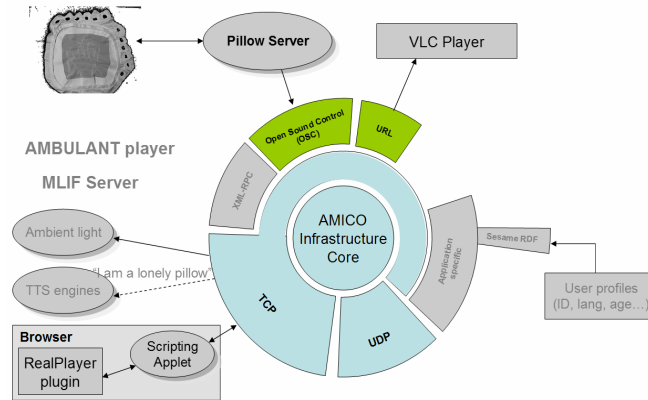 Pillow Server
VLC Player
Open Sound Control
(OSC)
URL
AMBULANT player
MLIF Server
XML-RPC
AMICO
Infrastructure
Core
Application
specific
Sesame RDF
Ambient light
"I am a lonely pillow"
TTS engines
User profiles
(ID, lang, age…)
TCP
UDP
Browser
RealPlayer
plugin
Scripting
Applet